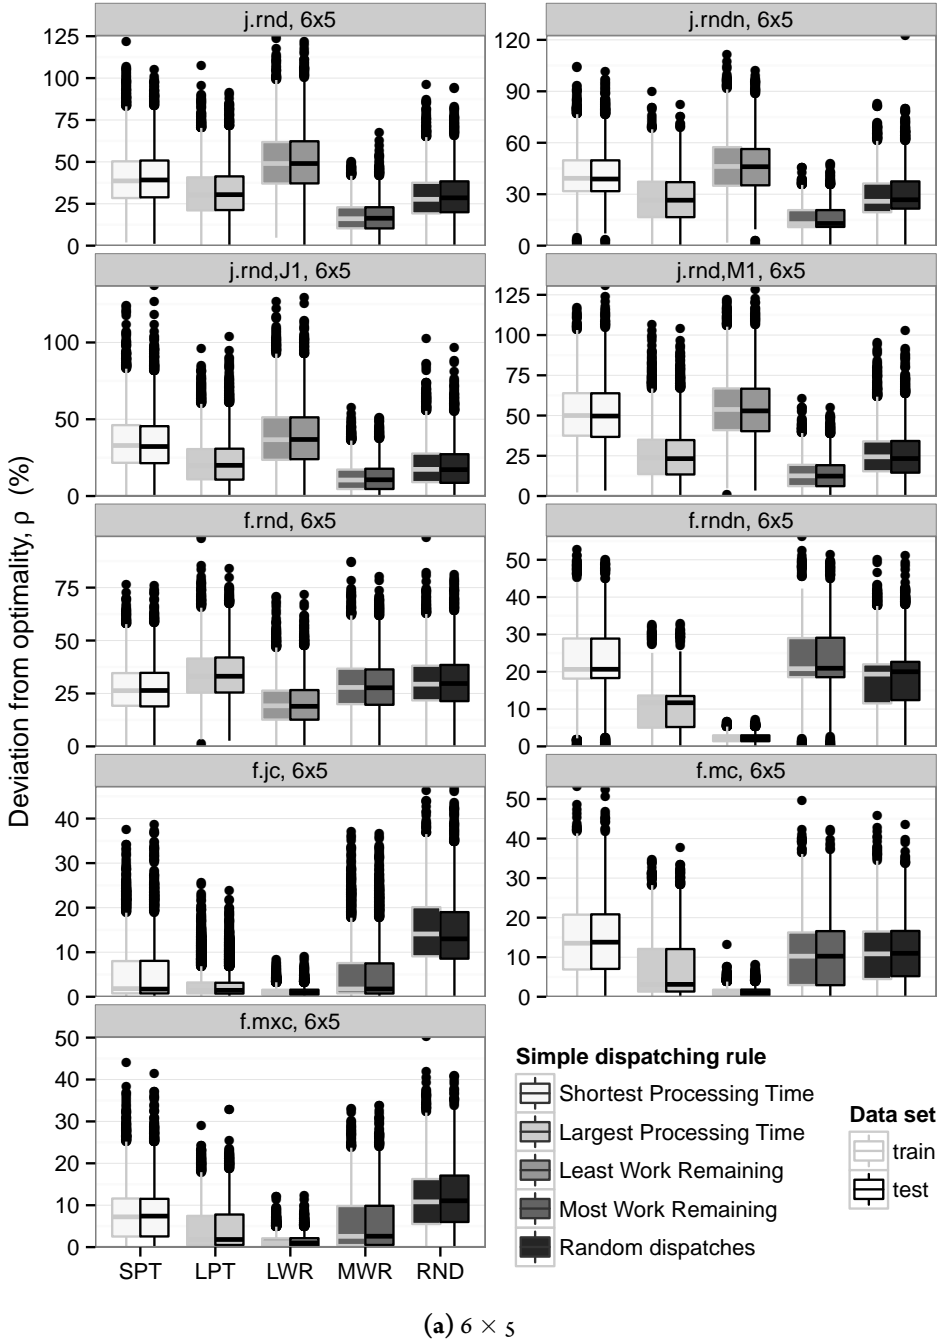 j.rnd, 6x5
125
100
75
50
25
0
j.rndn, 6x5
120
90
60
30
0
j.rnd,J1, 6x5
100
50
0
j.rnd,M1, 6x5
125
100
75
50
25
0
f.rnd, 6x5
75
50
25
0
f.rndn, 6x5
50
40
30
20
10
0
f.jc, 6x5
40
30
20
10
0
f.mc, 6x5
50
40
30
20
10
0
f.mxc, 6x5
50
40
30
20
10
0
SPT LPT LWR MWR RND
Deviation from optimality, ρ (%)
Simple dispatching rule
Shortest Processing Time
Largest Processing Time
Least Work Remaining
Most Work Remaining
Random dispatches
Data set
train
test
(a) 6 × 5